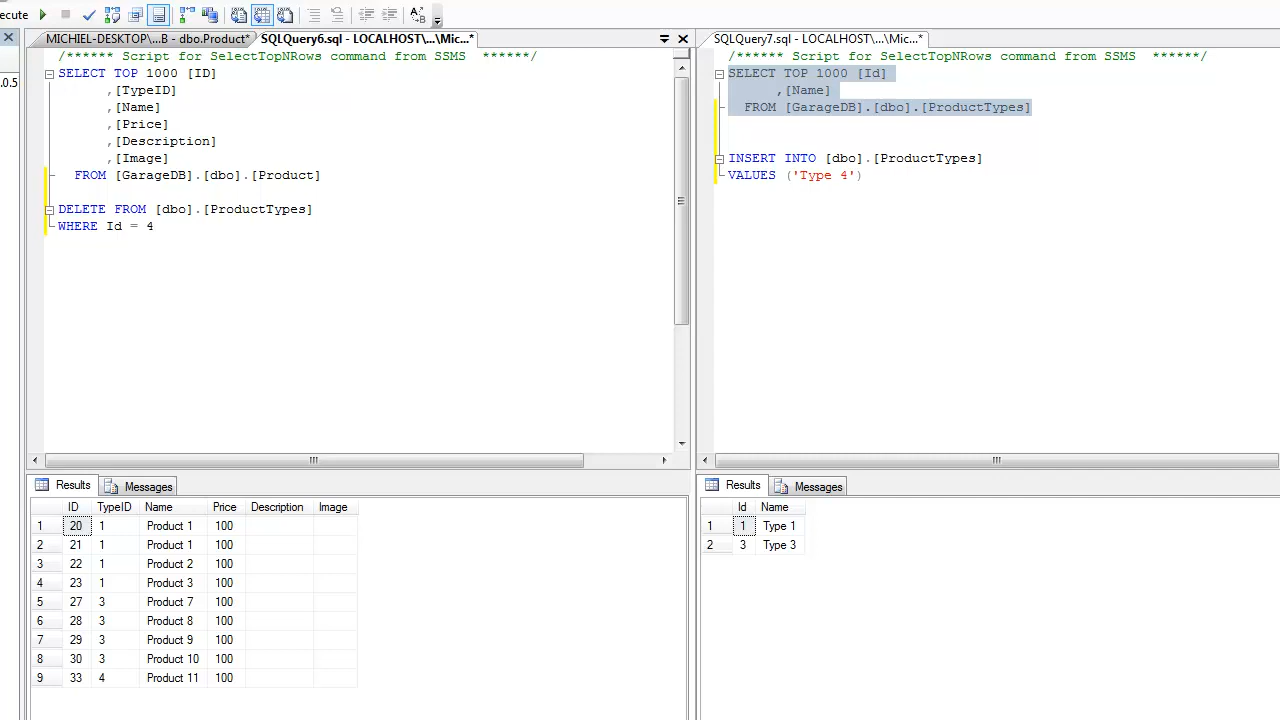 ecute
MICHIEL-DESKTOP\...B - dbo.Product*
SQLQuery6.sql - LOCALHOST\...\Mic...*
SQLQuery7.sql - LOCALHOST\...\Mic...*
.0.5
/****** Script for SelectTopNRows command from SSMS ******/
SELECT TOP 1000 [ID]
,[TypeID]
,[Name]
,[Price]
,[Description]
,[Image]
FROM [GarageDB].[dbo].[Product]
DELETE FROM [dbo].[ProductTypes]
WHERE Id = 4
/****** Script for SelectTopNRows command from SSMS ******/
SELECT TOP 1000 [Id]
,[Name]
FROM [GarageDB].[dbo].[ProductTypes]
INSERT INTO [dbo].[ProductTypes]
VALUES ('Type 4')
Results Messages
ID TypeID Name Price Description Image
1 20 1 Product 1 100
2 21 1 Product 1 100
3 22 1 Product 2 100
4 23 1 Product 3 100
5 27 3 Product 7 100
6 28 3 Product 8 100
7 29 3 Product 9 100
8 30 3 Product 10 100
9 33 4 Product 11 100
Results Messages
Id Name
1 1 Type 1
2 3 Type 3